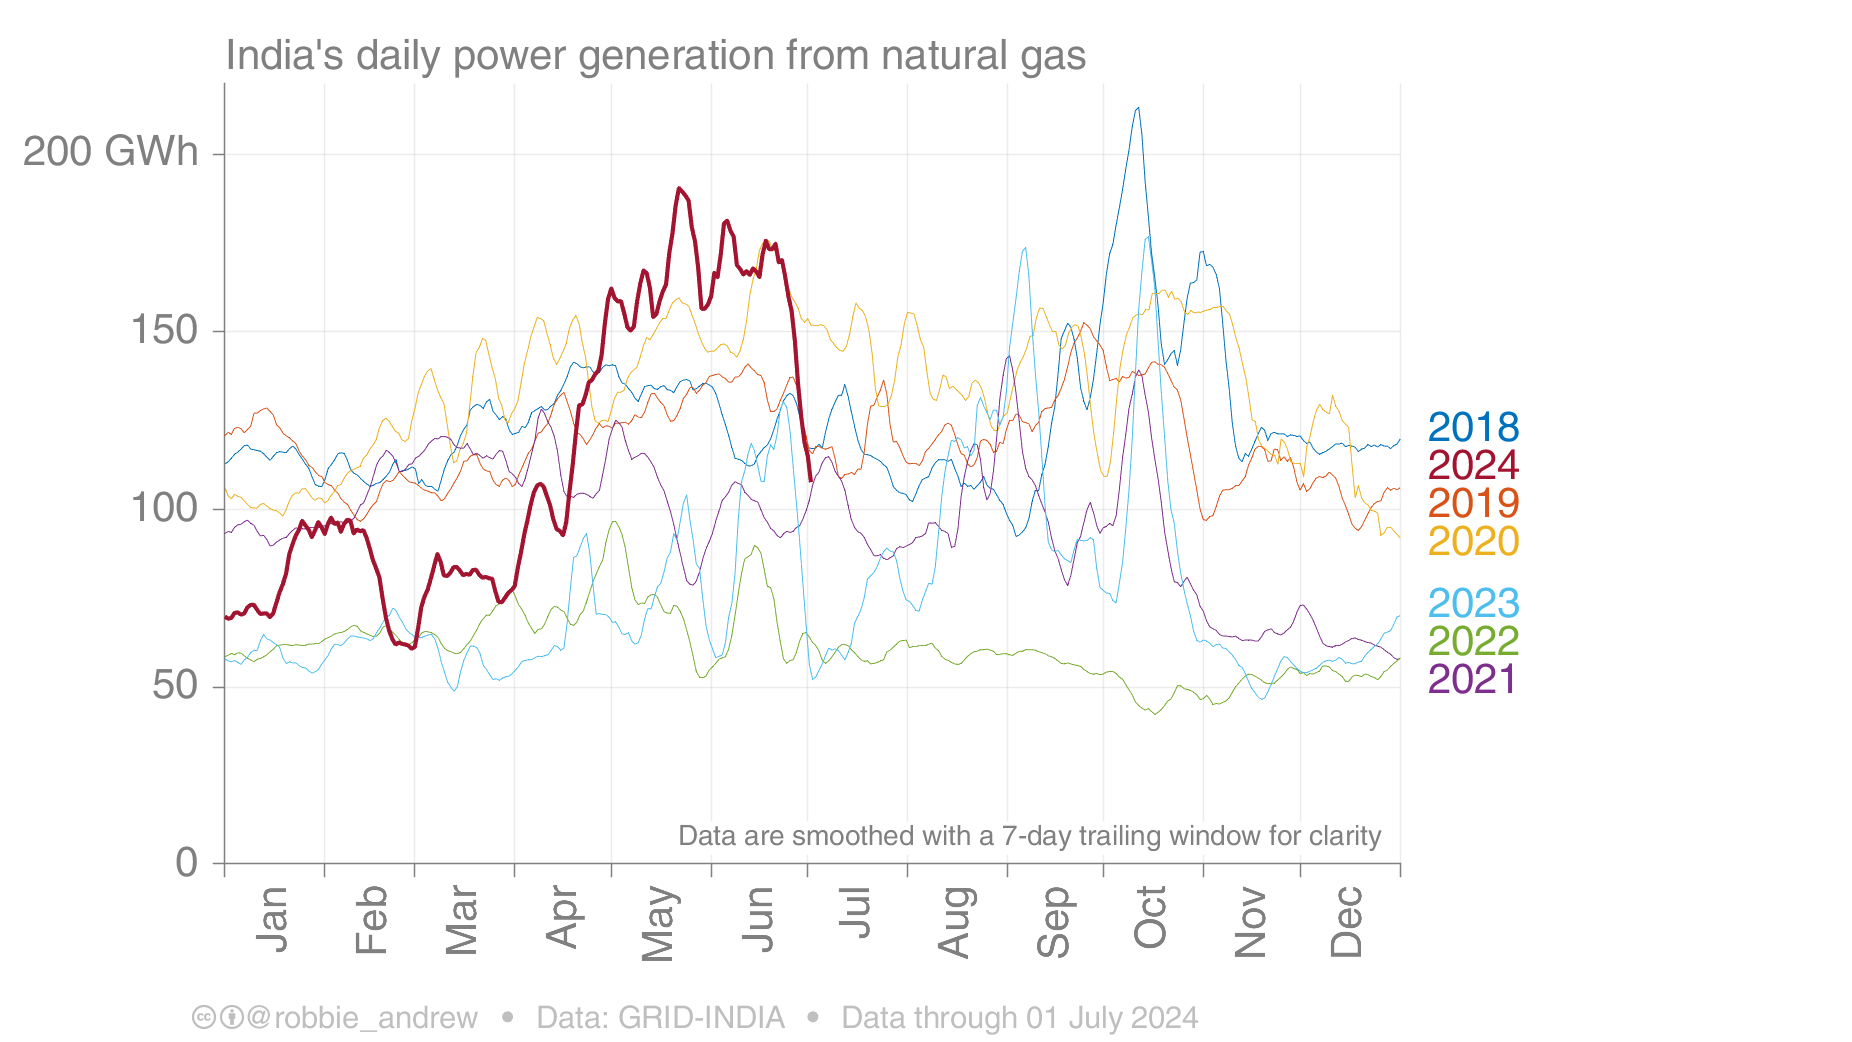 India's daily power generation from natural gas
200 GWh
150
100
50
0
Jan
Feb
Mar
Apr
May
Jun
Jul
Aug
Sep
Oct
Nov
Dec
2018
2024
2019
2020
2023
2022
2021
Data are smoothed with a 7-day trailing window for clarity
cc @robbie_andrew • Data: GRID-INDIA • Data through 01 July 2024